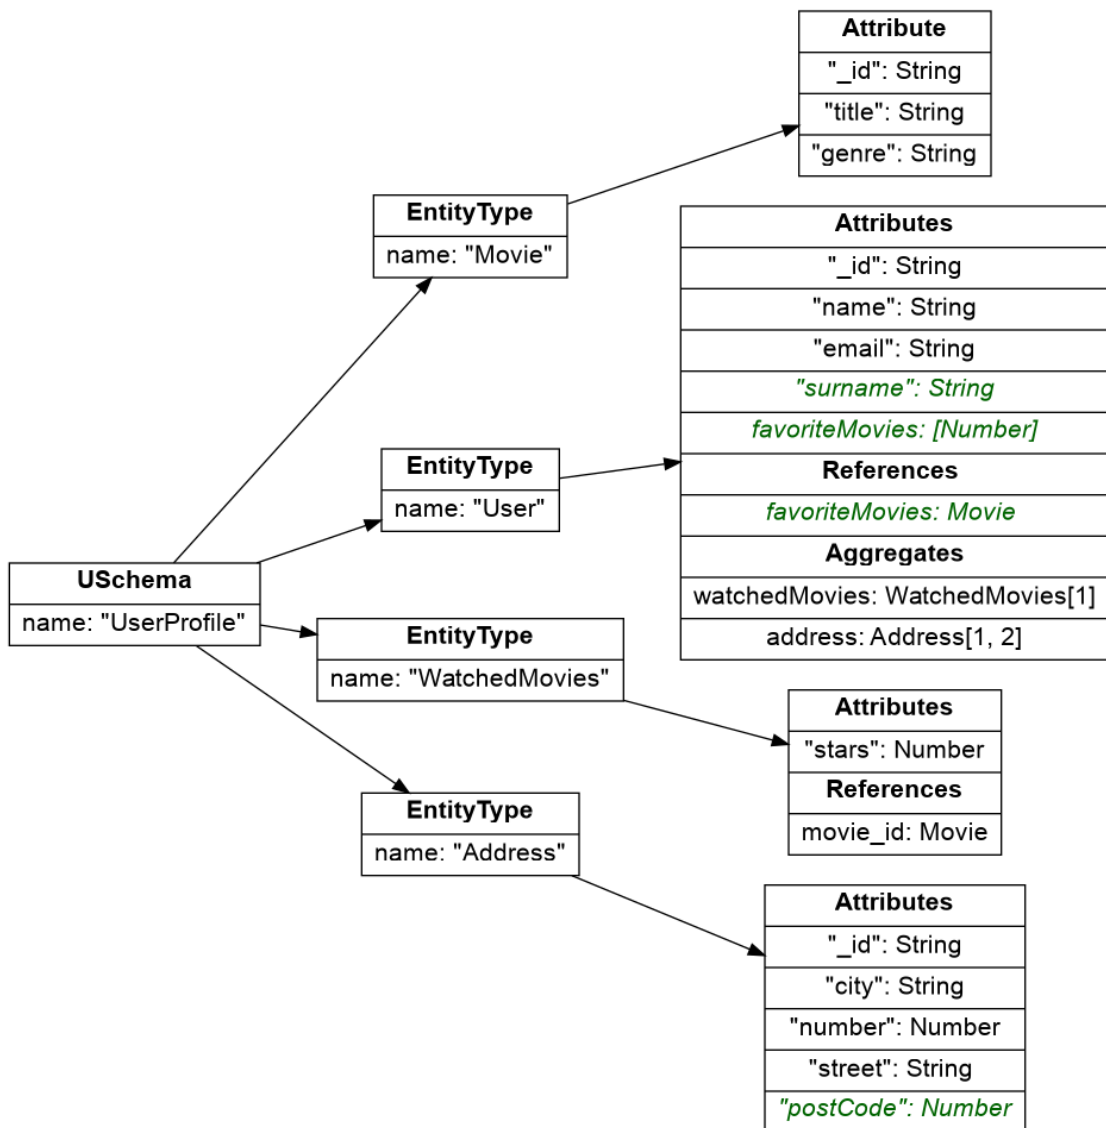 Attribute
"_id": String
"title": String
"genre": String
EntityType
name: "Movie"
Attributes
"_id": String
"name": String
"email": String
"surname": String
favoriteMovies: [Number]
References
favoriteMovies: Movie
Aggregates
watchedMovies: WatchedMovies[1]
address: Address[1, 2]
EntityType
name: "User"
USchema
name: "UserProfile"
EntityType
name: "WatchedMovies"
Attributes
"stars": Number
References
movie_id: Movie
EntityType
name: "Address"
Attributes
"_id": String
"city": String
"number": Number
"street": String
"postCode": Number